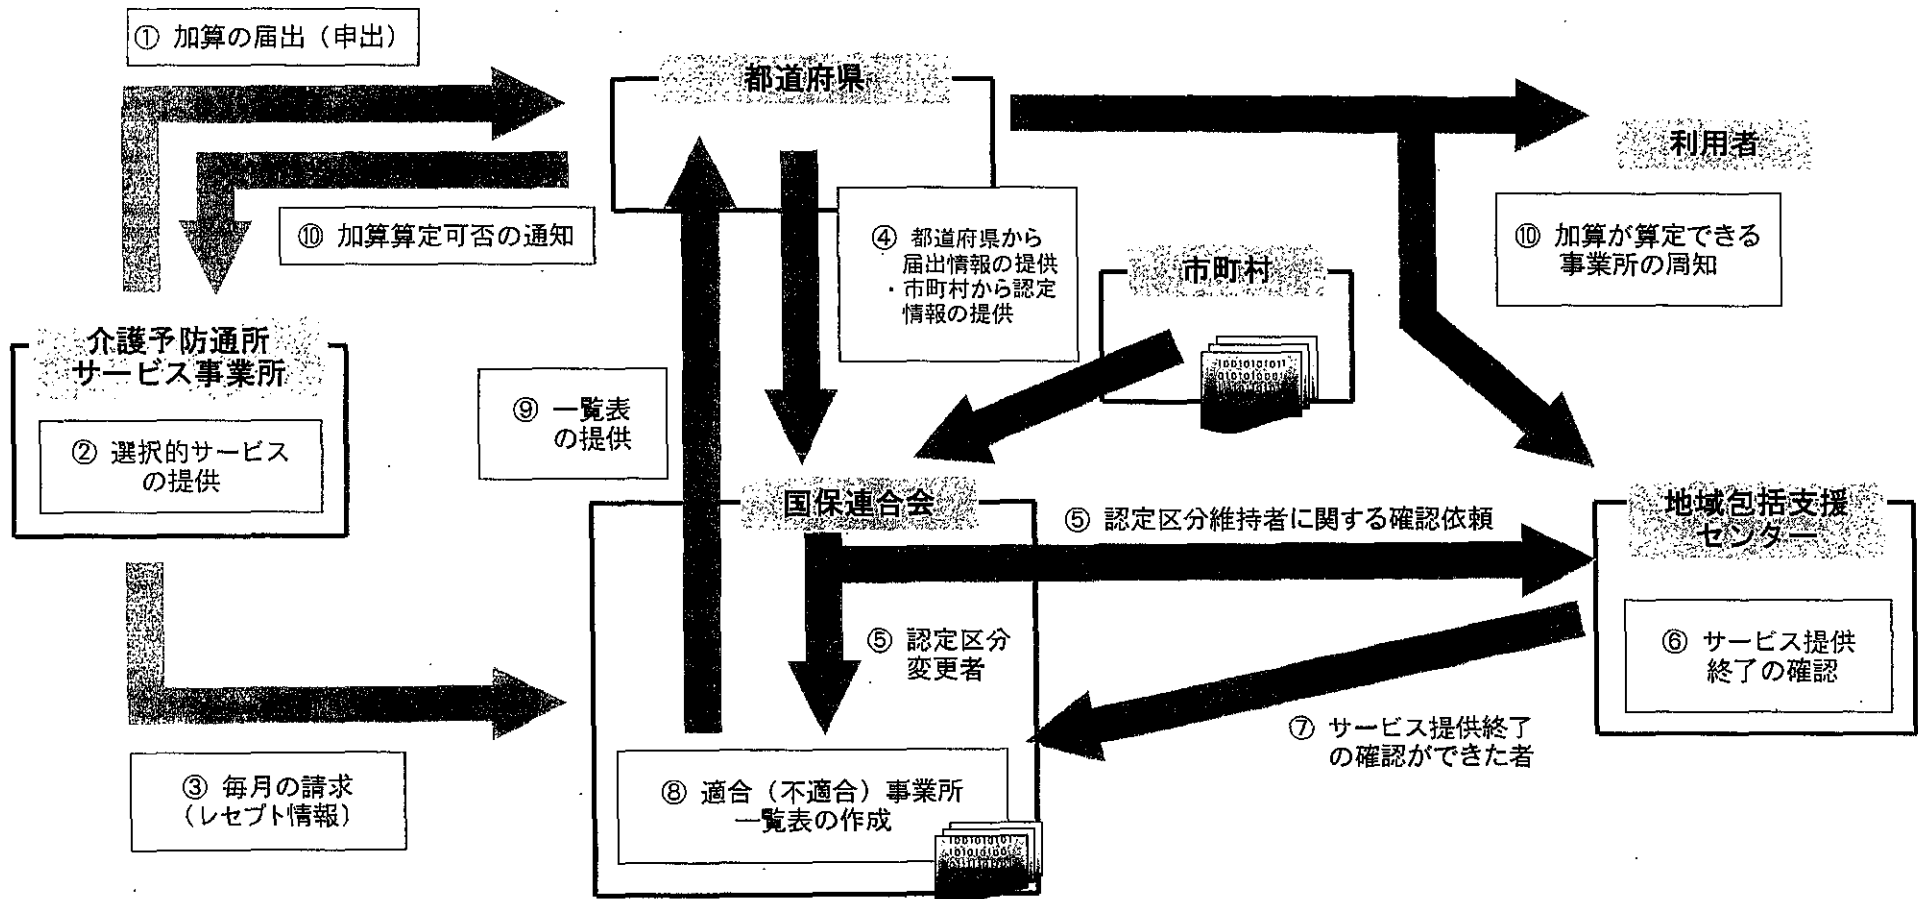 ① 加算の届出（申出）
都道府県
利用者
⑩ 加算算定可否の通知
④ 都道府県から
届出情報の提供
・市町村から認定
情報の提供
市町村
⑩ 加算が算定できる
事業所の周知
介護予防通所
サービス事業所
② 選択的サービス
の提供
⑨ 一覧表
の提供
国保連合会
⑤ 認定区分維持者に関する確認依頼
地域包括支援
センター
⑤ 認定区分
変更者
⑥ サービス提供
終了の確認
⑦ サービス提供終了
の確認ができた者
③ 毎月の請求
（レセプト情報）
⑧ 適合（不適合）事業所
一覧表の作成